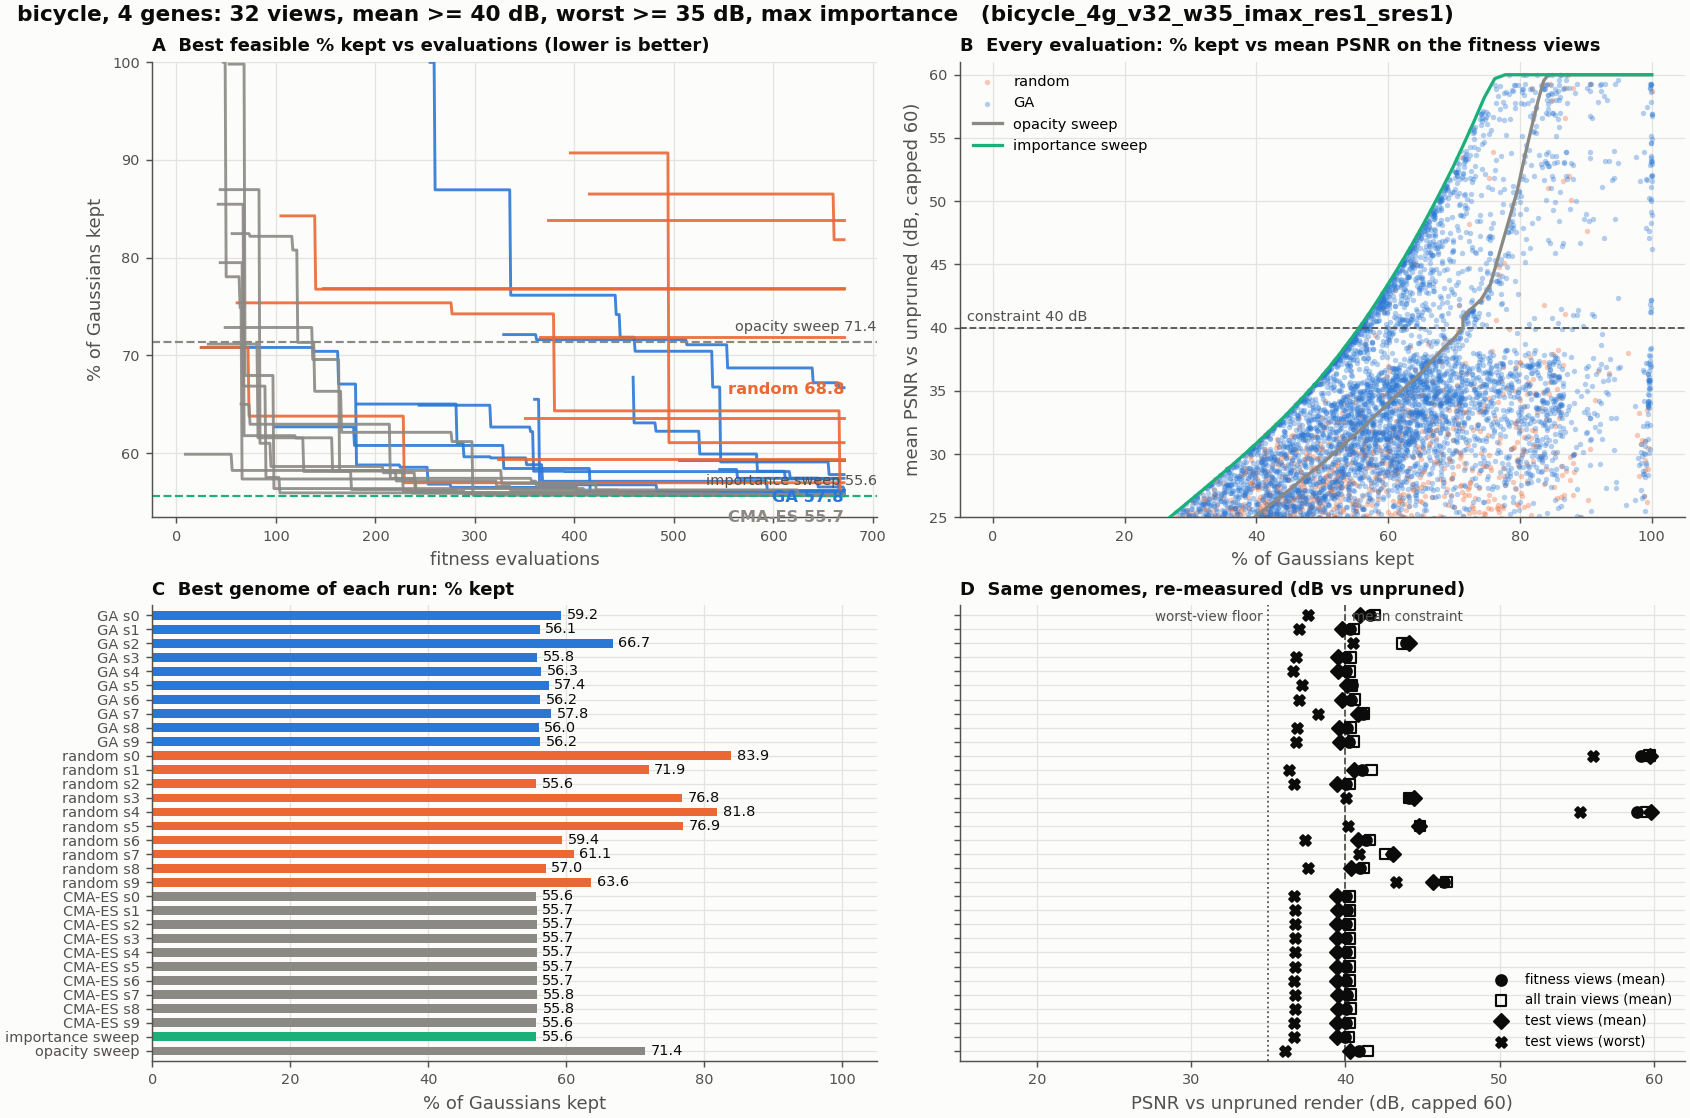 bicycle, 4 genes: 32 views, mean >= 40 dB, worst >= 35 dB, max importance (bicycle_4g_v32_w35_imax_res1_sres1)
A Best feasible % kept vs evaluations (lower is better)
100
90
80
70
60
% of Gaussians kept
opacity sweep 71.4
random 68.8
importance sweep 55.6
GA 57.8
CMA-ES 55.7
0
100
200
300
400
500
600
700
fitness evaluations
B Every evaluation: % kept vs mean PSNR on the fitness views
60
55
50
45
40
35
30
25
mean PSNR vs unpruned (dB, capped 60)
random
GA
opacity sweep
importance sweep
constraint 40 dB
0
20
40
60
80
100
% of Gaussians kept
C Best genome of each run: % kept
GA s0 59.2
GA s1 56.1
GA s2 66.7
GA s3 55.8
GA s4 56.3
GA s5 57.4
GA s6 56.2
GA s7 57.8
GA s8 56.0
GA s9 56.2
random s0 83.9
random s1 71.9
random s2 55.6
random s3 76.8
random s4 81.8
random s5 76.9
random s6 59.4
random s7 61.1
random s8 57.0
random s9 63.6
CMA-ES s0 55.6
CMA-ES s1 55.7
CMA-ES s2 55.7
CMA-ES s3 55.7
CMA-ES s4 55.7
CMA-ES s5 55.7
CMA-ES s6 55.7
CMA-ES s7 55.8
CMA-ES s8 55.8
CMA-ES s9 55.6
importance sweep 55.6
opacity sweep 71.4
0
20
40
60
80
100
% of Gaussians kept
D Same genomes, re-measured (dB vs unpruned)
worst-view floor
mean constraint
fitness views (mean)
all train views (mean)
test views (mean)
test views (worst)
20
30
40
50
60
PSNR vs unpruned render (dB, capped 60)